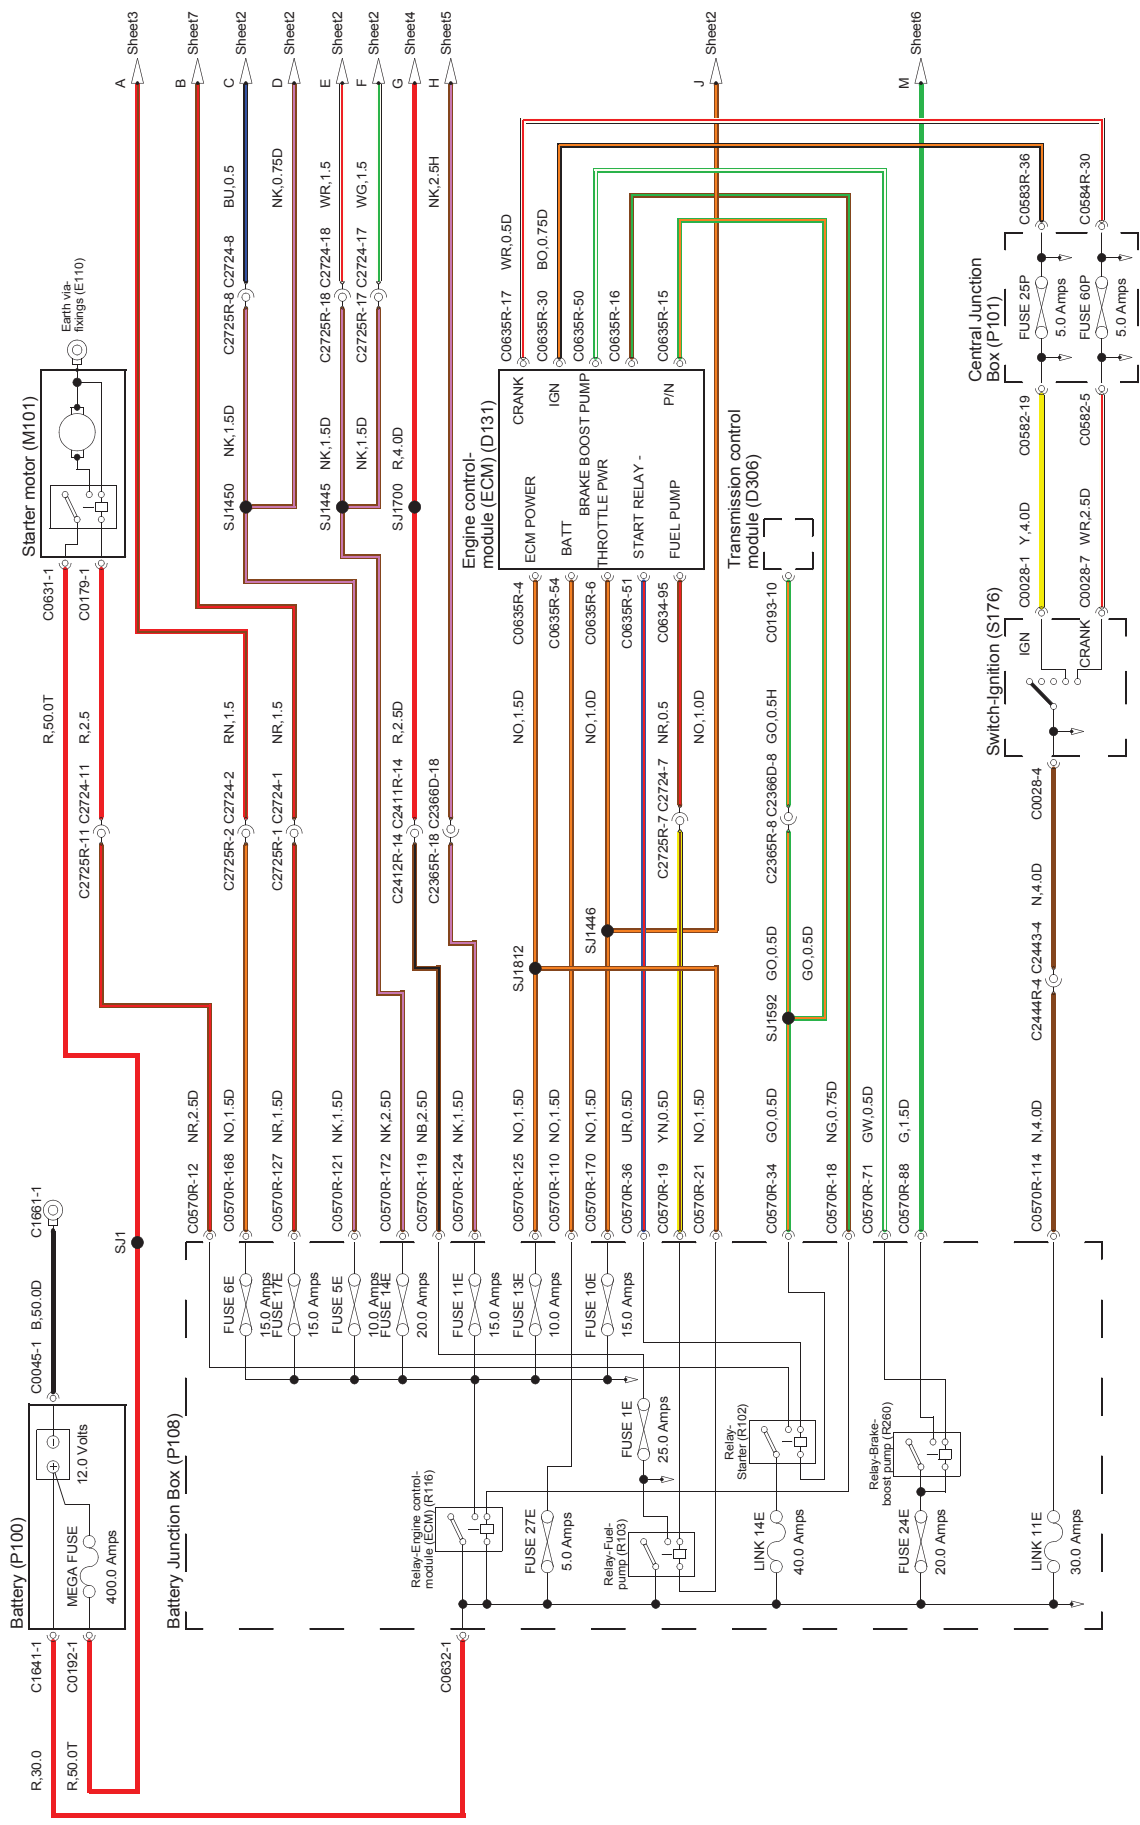 Sheet3
A
Sheet7
B
Sheet2
C
Sheet2
D
Sheet2
E
Sheet2
F
Sheet4
G
Sheet5
H
Sheet2
J
Sheet6
M
Earth via-
fixings (E110)
Starter motor (M101)
C0631-1
C0179-1
R,50.0T
R,2.5
C2725R-11 C2724-11
BU,0.5
C2725R-8 C2724-8
NK,0.75D
NK,1.5D
SJ1450
WR,1.5
C2725R-18 C2724-18
WG,1.5
C2725R-17 C2724-17
NK,1.5D
SJ1445
NK,1.5D
R,4.0D
SJ1700
NK,2.5H
RN,1.5
C2725R-2 C2724-2
NR,1.5
C2725R-1 C2724-1
R,2.5D
C2412R-14 C2411R-14
C2365R-18 C2366D-18
WR,0.5D
C0635R-17
BO,0.75D
C0635R-30
C0635R-50
C0635R-16
C0635R-15
Engine control-
module (ECM) (D131)
CRANK
IGN
BRAKE BOOST PUMP
P/N
ECM POWER
BATT
THROTTLE PWR
START RELAY -
FUEL PUMP
C0635R-4
C0635R-54
C0635R-6
C0635R-51
C0634-95
NO,1.5D
NO,1.0D
NR,0.5
NO,1.0D
C2725R-7 C2724-7
SJ1812
SJ1446
Transmission control
module (D306)
C0193-10
GO,0.5H
C2365R-8 C2366D-8
GO,0.5D
GO,0.5D
SJ1592
C0583R-36
C0584R-30
Central Junction
Box (P101)
FUSE 25P
5.0 Amps
FUSE 60P
5.0 Amps
C0582-19
C0582-5
Y,4.0D
WR,2.5D
C0028-1
C0028-7
Switch-Ignition (S176)
IGN
CRANK
C0028-4
N,4.0D
C2444R-4 C2443-4
N,4.0D
C0570R-114
NR,2.5D
C0570R-12
NO,1.5D
C0570R-168
NR,1.5D
C0570R-127
NK,1.5D
C0570R-121
NK,2.5D
C0570R-172
NB,2.5D
C0570R-119
NK,1.5D
C0570R-124
NO,1.5D
C0570R-125
NO,1.5D
C0570R-110
NO,1.5D
C0570R-170
UR,0.5D
C0570R-36
YN,0.5D
C0570R-19
NO,1.5D
C0570R-21
GO,0.5D
C0570R-34
NG,0.75D
C0570R-18
GW,0.5D
C0570R-71
G,1.5D
C0570R-88
C1661-1
B,50.0D
C0045-1
SJ1
Battery (P100)
12.0 Volts
MEGA FUSE
400.0 Amps
C1641-1
C0192-1
R,30.0
R,50.0T
C0632-1
Battery Junction Box (P108)
FUSE 6E
15.0 Amps
FUSE 17E
15.0 Amps
FUSE 5E
10.0 Amps
FUSE 14E
20.0 Amps
FUSE 11E
15.0 Amps
FUSE 13E
10.0 Amps
FUSE 10E
15.0 Amps
Relay-Engine control-
module (ECM) (R116)
FUSE 27E
5.0 Amps
FUSE 1E
25.0 Amps
Relay-Fuel-
pump (R103)
Relay-
Starter (R102)
LINK 14E
40.0 Amps
Relay-Brake-
boost pump (R260)
FUSE 24E
20.0 Amps
LINK 11E
30.0 Amps